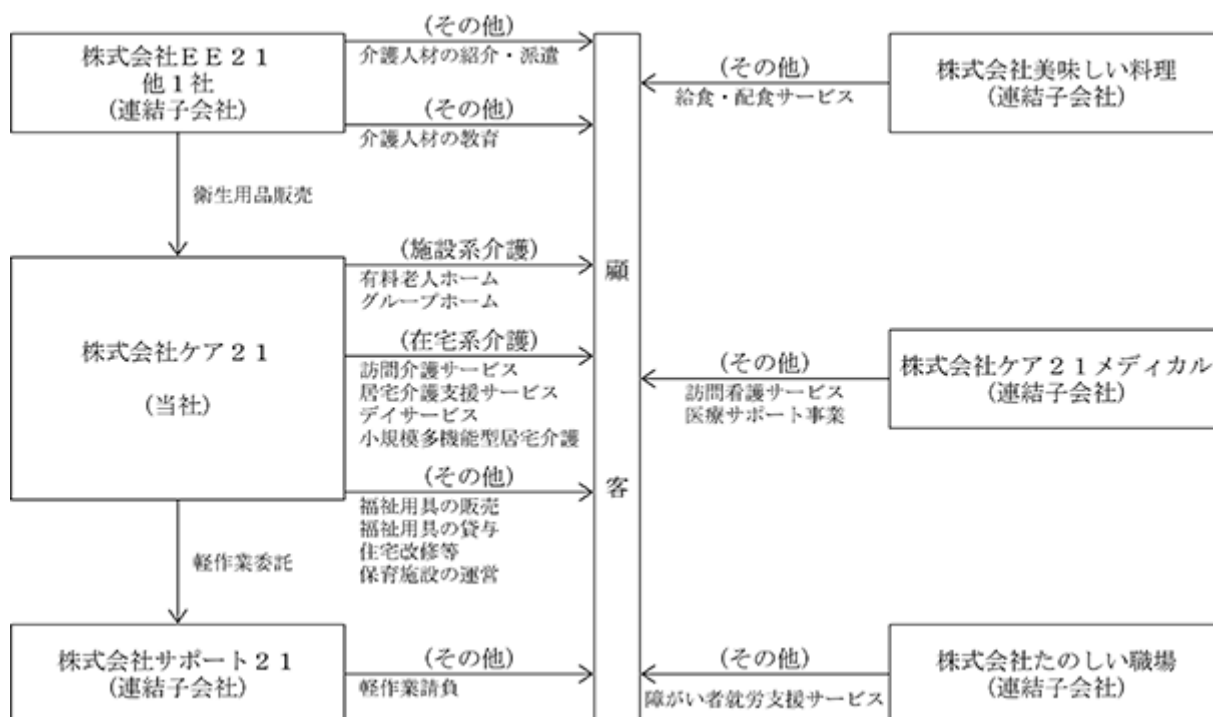 株式会社ＥＥ２１
他１社
(連結子会社)
(その他)
介護人材の紹介・派遣
(その他)
介護人材の教育
衛生用品販売
株式会社ケア２１
(当社)
(施設系介護)
有料老人ホーム
グループホーム
(在宅系介護)
訪問介護サービス
居宅介護支援サービス
デイサービス
小規模多機能型居宅介護
(その他)
福祉用具の販売
福祉用具の貸与
住宅改修等
保育施設の運営
軽作業委託
株式会社サポート２１
(連結子会社)
(その他)
軽作業請負
顧
客
(その他)
給食・配食サービス
株式会社美味しい料理
(連結子会社)
(その他)
訪問看護サービス
医療サポート事業
株式会社ケア２１メディカル
(連結子会社)
(その他)
障がい者就労支援サービス
株式会社たのしい職場
(連結子会社)